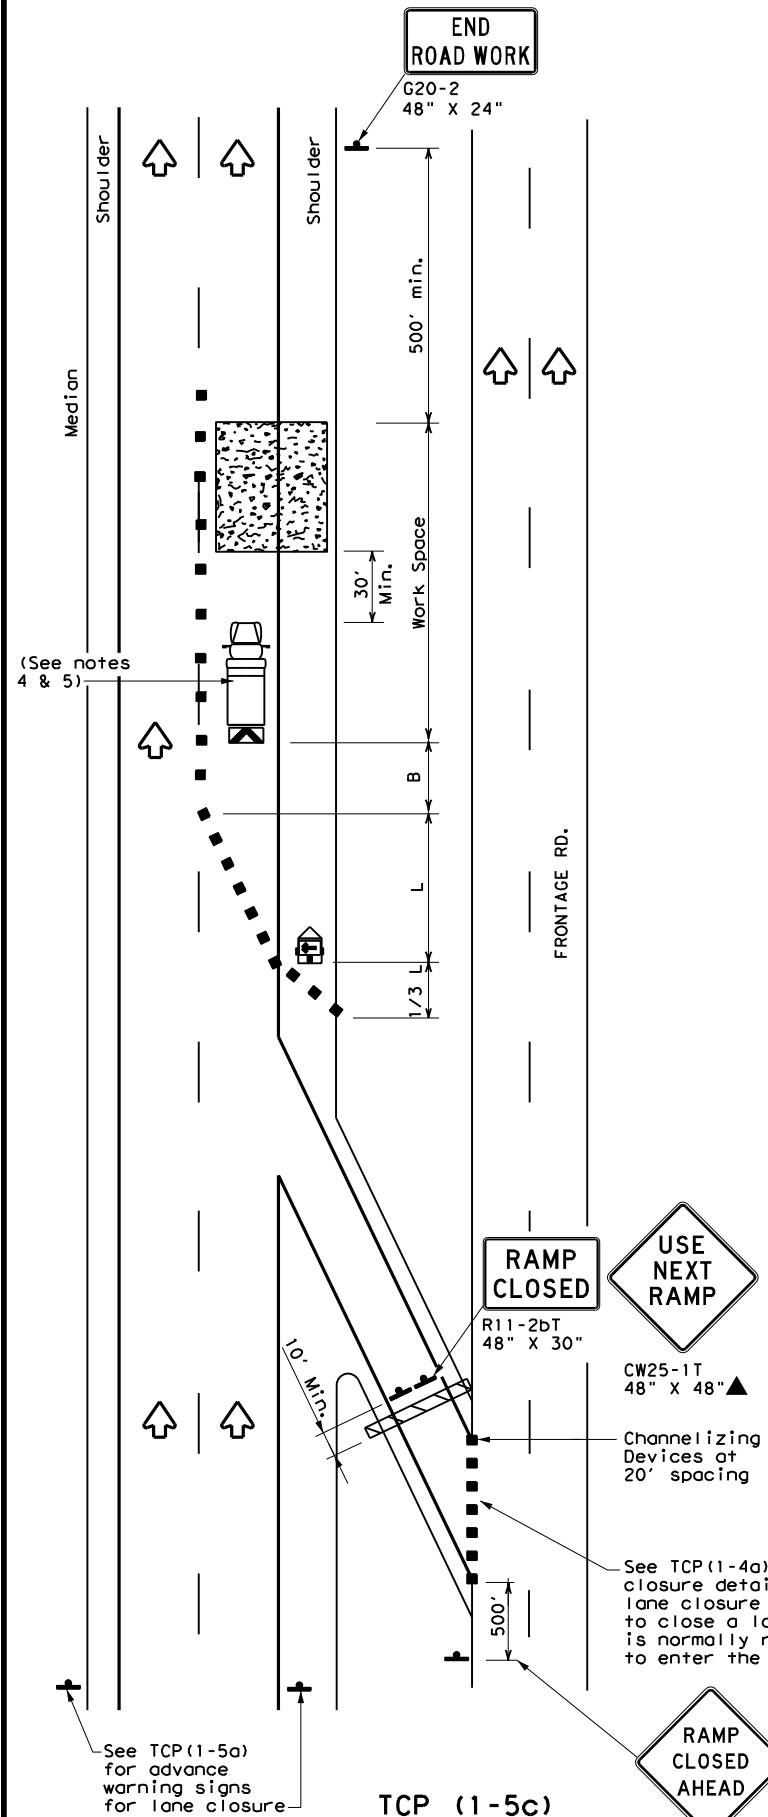 END
ROAD WORK
G20-2
48" X 24"
Shoulder
Shoulder
500' min.
Median
Work Space
30'
Min.
(See notes
4 & 5)
B
L
FRONTAGE RD.
1/3 L
RAMP
CLOSED
R11-2bT
48" X 30"
USE
NEXT
RAMP
CW25-1T
48" X 48"
10' Min.
Channelizing
Devices at
20' spacing
See TCP(1-4a)
closure
lane closure
to close a
is normally
to enter the
500'
See TCP(1-5a)
for advance
warning signs
for lane closure
RAMP
CLOSED
AHEAD
TCP (1-5c)